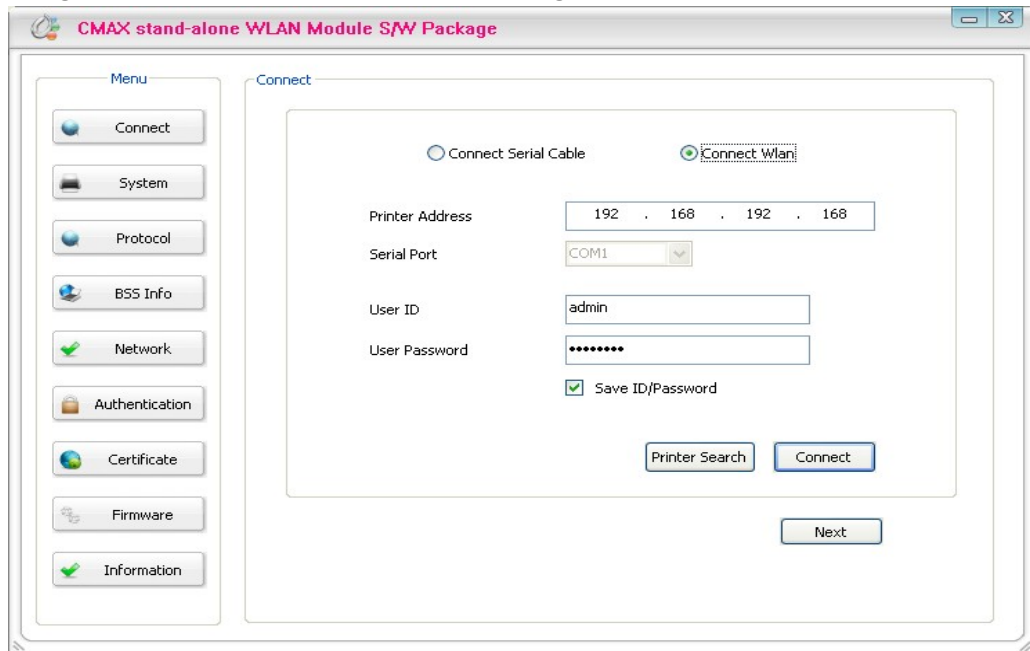 CMAX stand-alone WLAN Module S/W Package
Menu
Connect
System
Protocol
BSS Info
Network
Authentication
Certificate
Firmware
Information
Connect
Connect Serial Cable
Connect Wlan
Printer Address 192 . 168 . 192 . 168
Serial Port COM1
User ID admin
User Password ••••••••
Save ID/Password
Printer Search Connect
Next